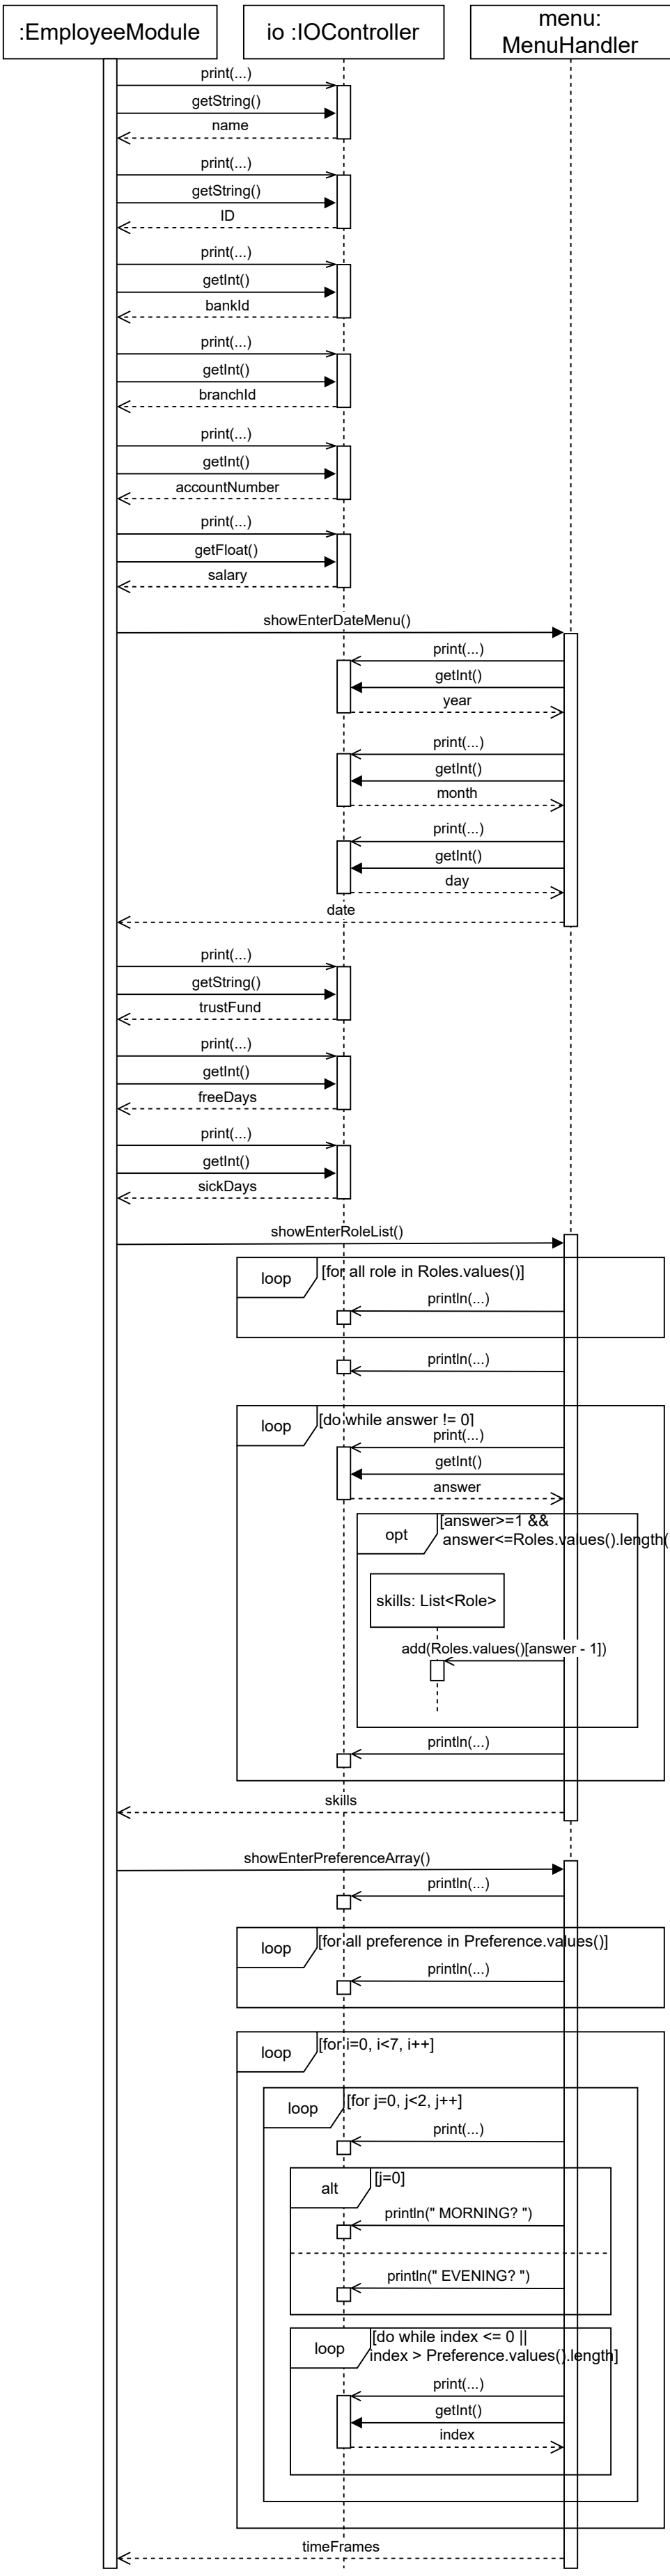 :EmployeeModule
io :IOController
menu:
MenuHandler
print(...)
getString()
name
print(...)
getString()
ID
print(...)
getInt()
bankId
print(...)
getInt()
branchId
print(...)
getInt()
accountNumber
print(...)
getFloat()
salary
showEnterDateMenu()
print(...)
getInt()
year
print(...)
getInt()
month
print(...)
getInt()
day
date
print(...)
getString()
trustFund
print(...)
getInt()
freeDays
print(...)
getInt()
sickDays
showEnterRoleList()
loop
[for all role in Roles.values()]
println(...)
println(...)
loop
[do while answer != 0]
print(...)
getInt()
answer
opt
[answer>=1 &&
answer<=Roles.values().length(
skills: List<Role>
add(Roles.values()[answer - 1])
println(...)
skills
showEnterPreferenceArray()
println(...)
loop
[for all preference in Preference.values()]
println(...)
loop
[for i=0, i<7, i++]
loop
[for j=0, j<2, j++]
print(...)
alt
[j=0]
println(" MORNING? ")
println(" EVENING? ")
loop
[do while index <= 0 ||
index > Preference.values().length]
print(...)
getInt()
index
timeFrames